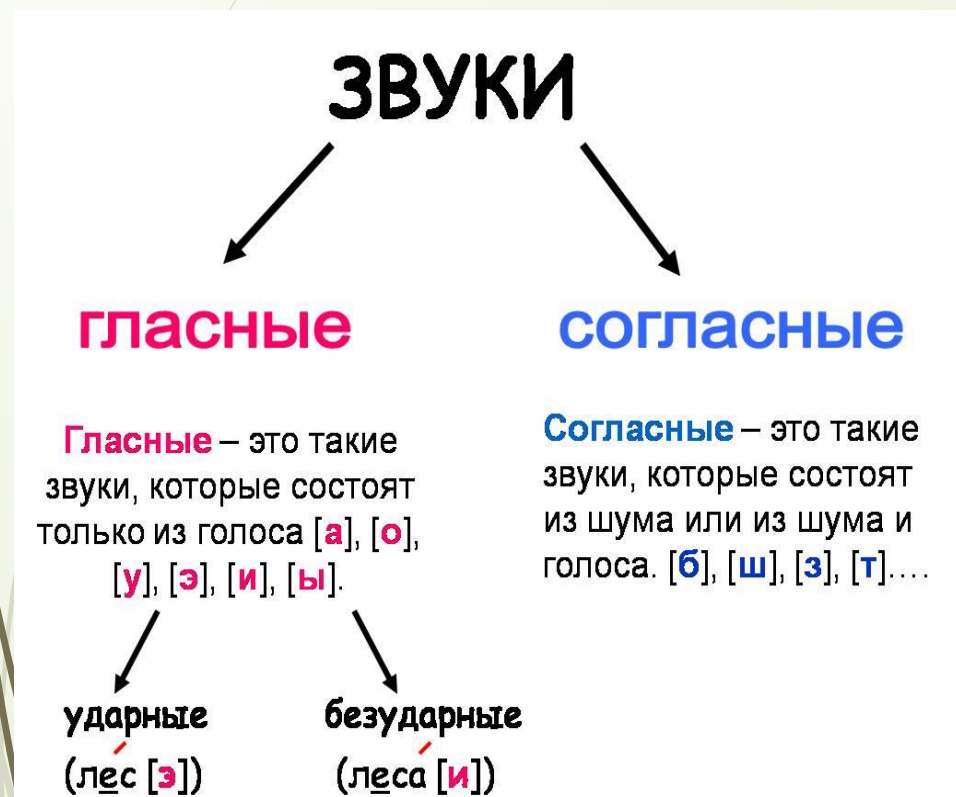 ЗВУКИ
гласные
согласные
Гласные – это такие
звуки, которые состоят
только из голоса [а], [о],
[у], [э], [и], [ы].
Согласные – это такие
звуки, которые состоят
из шума или из шума и
голоса. [б], [ш], [з], [т]....
ударные
(лес [э])
безударные
(леса [и])